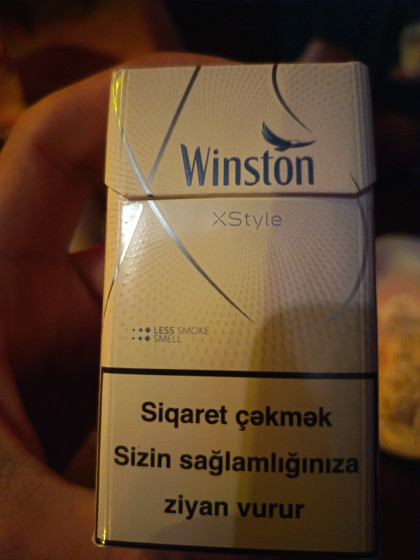 Winston
XStyle
LESS SMOKE
SMELL
Siqaret çəkmək
Sizin sağlamlığınıza
ziyan vurur